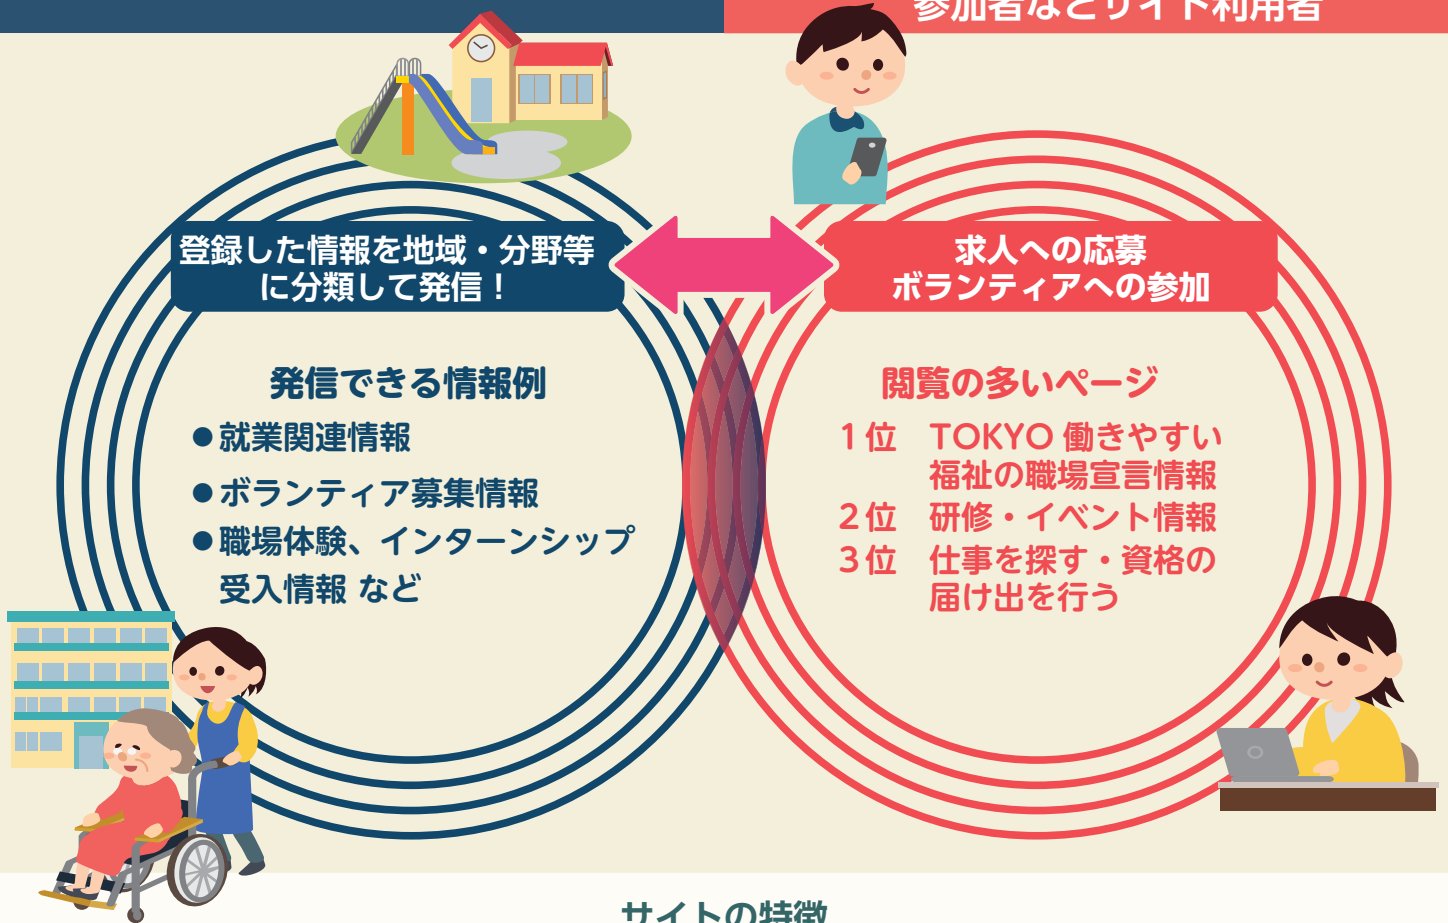 参加者などサイト利用者
登録した情報を地域・分野等
に分類して発信！
求人への応募
ボランティアへの参加
発信できる情報例
●就業関連情報
●ボランティア募集情報
●職場体験、インターンシップ
受入情報 など
閲覧の多いページ
1位 TOKYO 働きやすい
福祉の職場宣言情報
2位 研修・イベント情報
3位 仕事を探す・資格の
届け出を行う
サイトの特徴